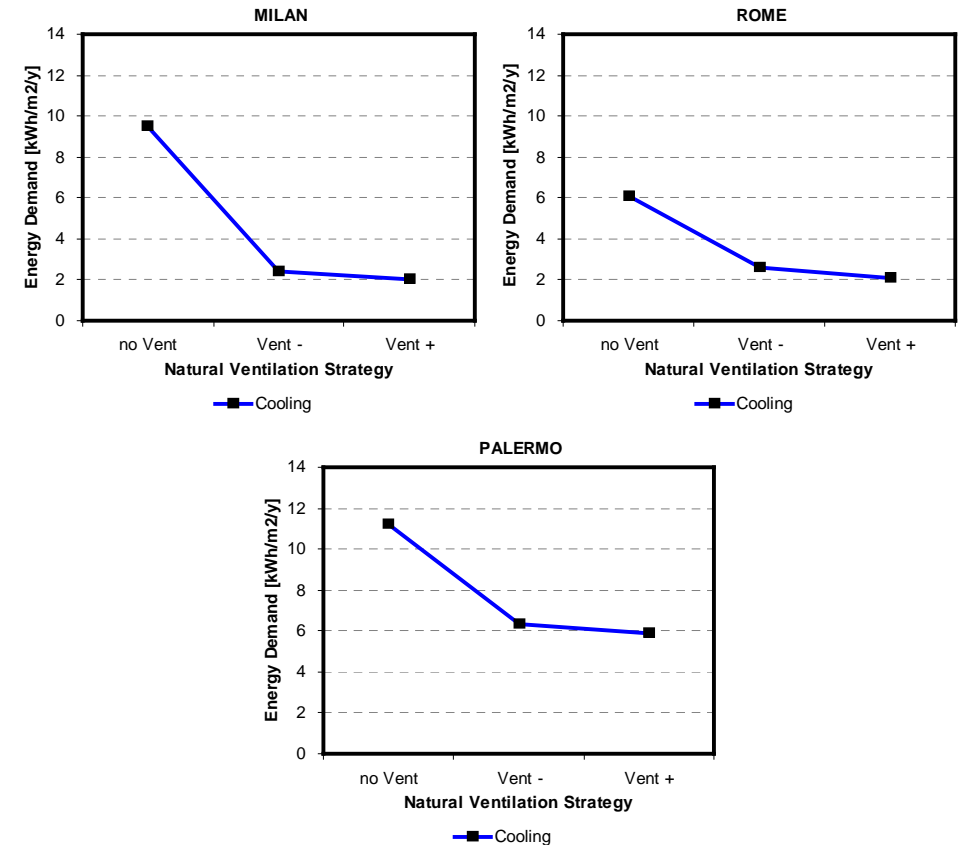 MILAN
Energy Demand [kWh/m2/y]
14
12
10
8
6
4
2
0
no Vent Vent - Vent +
Natural Ventilation Strategy
Cooling
ROME
Energy Demand [kWh/m2/y]
14
12
10
8
6
4
2
0
no Vent Vent - Vent +
Natural Ventilation Strategy
Cooling
PALERMO
Energy Demand [kWh/m2/y]
14
12
10
8
6
4
2
0
no Vent Vent - Vent +
Natural Ventilation Strategy
Cooling